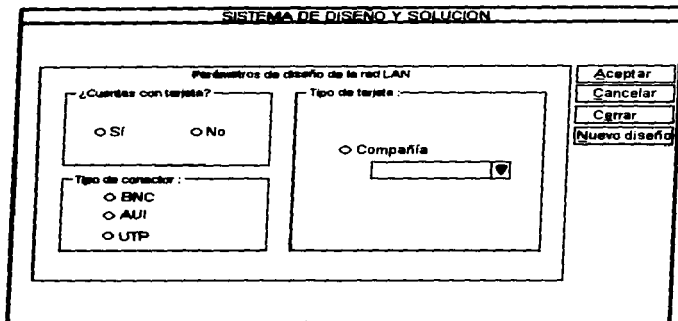 SISTEMA DE DISEÑO Y SOLUCION
Parámetros de diseño de la red LAN
¿Cuentas con tarjeta?
Sí No
Tipo de conector :
BNC
AUI
UTP
Tipo de tarjeta :
Compañía
Aceptar
Cancelar
Cerrar
Nuevo diseño